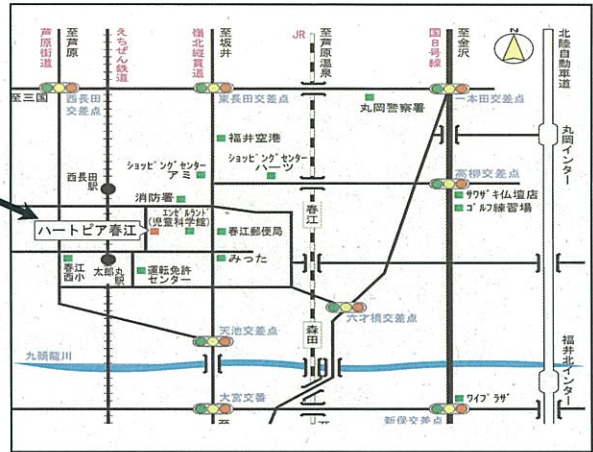 芦原街道
至芦原
えちぜん鉄道
嶺北縦貫道
至坂井
JR
至芦原温泉
国8号線
至金沢
北陸自動車道
N
至三国
西長田
交差点
東長田交差点
丸岡警察署
一本田交差点
丸岡インター
福井空港
ショッピングセンター
アミ
ショッピングセンター
ハーツ
西長田
駅
高柳交差点
サワザキ仏壇店
ゴルフ練習場
消防署
エンゼルランド
(児童科学館)
春江
ハートピア春江
春江郵便局
みった
春江
西小
太郎丸
駅
運転免許
センター
六才橋交差点
天池交差点
森田
福井北インター
九頭龍川
大宮交番
ワイプラザ
新保交差点
至